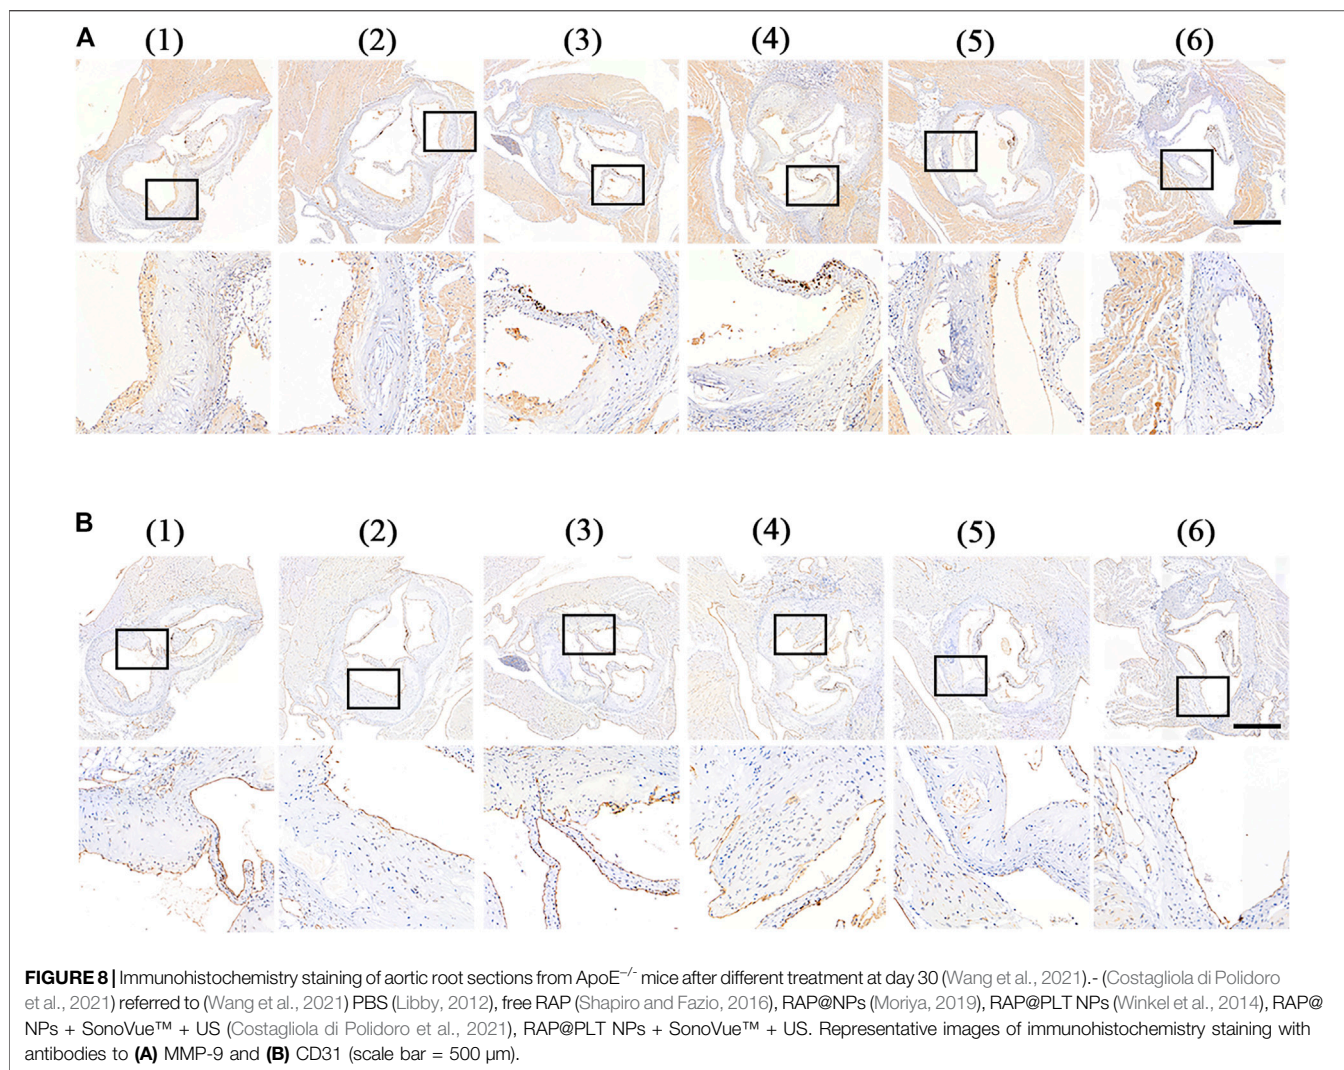 A
(1) (2) (3) (4) (5) (6)
B
(1) (2) (3) (4) (5) (6)
FIGURE 8 | Immunohistochemistry staining of aortic root sections from ApoE−/- mice after different treatment at day 30 (Wang et al., 2021).- (Costagliola di Polidoro
et al., 2021) referred to (Wang et al., 2021) PBS (Libby, 2012), free RAP (Shapiro and Fazio, 2016), RAP@NPs (Moriya, 2019), RAP@PLT NPs (Winkel et al., 2014), RAP@
NPs + SonoVue™ + US (Costagliola di Polidoro et al., 2021), RAP@PLT NPs + SonoVue™ + US. Representative images of immunohistochemistry staining with
antibodies to (A) MMP-9 and (B) CD31 (scale bar = 500 μm).